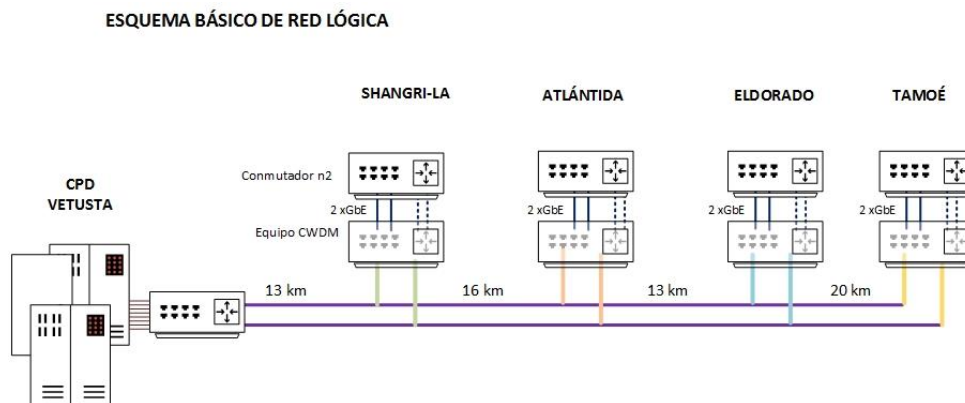 ESQUEMA BÁSICO DE RED LÓGICA
SHANGRI-LA
ATLÁNTIDA
ELDORADO
TAMOÉ
CPD
VETUSTA
Conmutador n2
2 xGbE
2 xGbE
2 xGbE
2 xGbE
Equipo CWDM
13 km
16 km
13 km
20 km